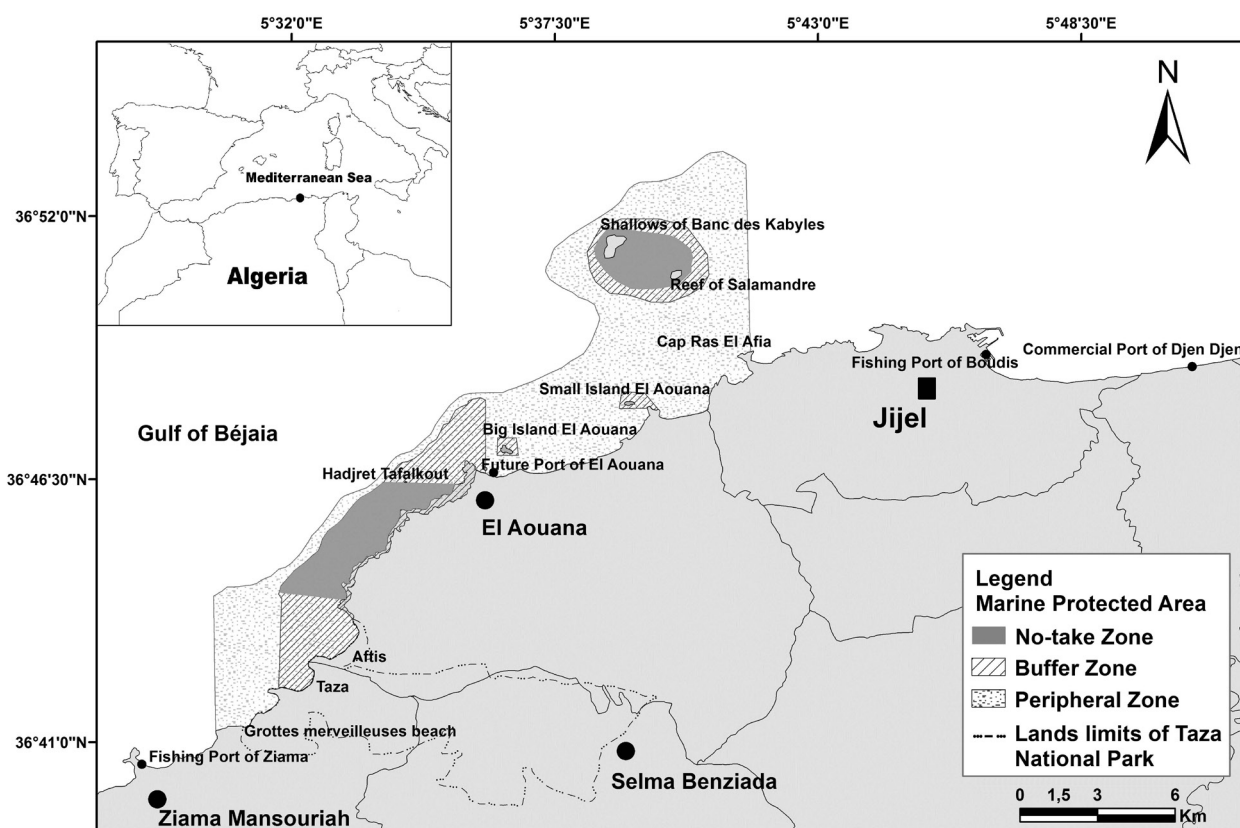 5°32'0"E
5°37'30"E
5°43'0"E
5°48'30"E
N
Mediterranean Sea
Algeria
36°52'0"N
Shallows of Banc des Kabyles
Reef of Salamandre
Cap Ras El Afia
Commercial Port of Djen Djen
Fishing Port of Boudis
Small Island El Aouana
Jijel
Big Island El Aouana
Gulf of Béjaia
Future Port of El Aouana
Hadjret Tafalkout
36°46'30"N
El Aouana
Legend
Marine Protected Area
No-take Zone
Buffer Zone
Peripheral Zone
Lands limits of Taza
National Park
Aftis
Taza
Grottes merveilleuses beach
36°41'0"N
Fishing Port of Ziama
Selma Benziada
Ziama Mansouriah
0 1,5 3 6
Km